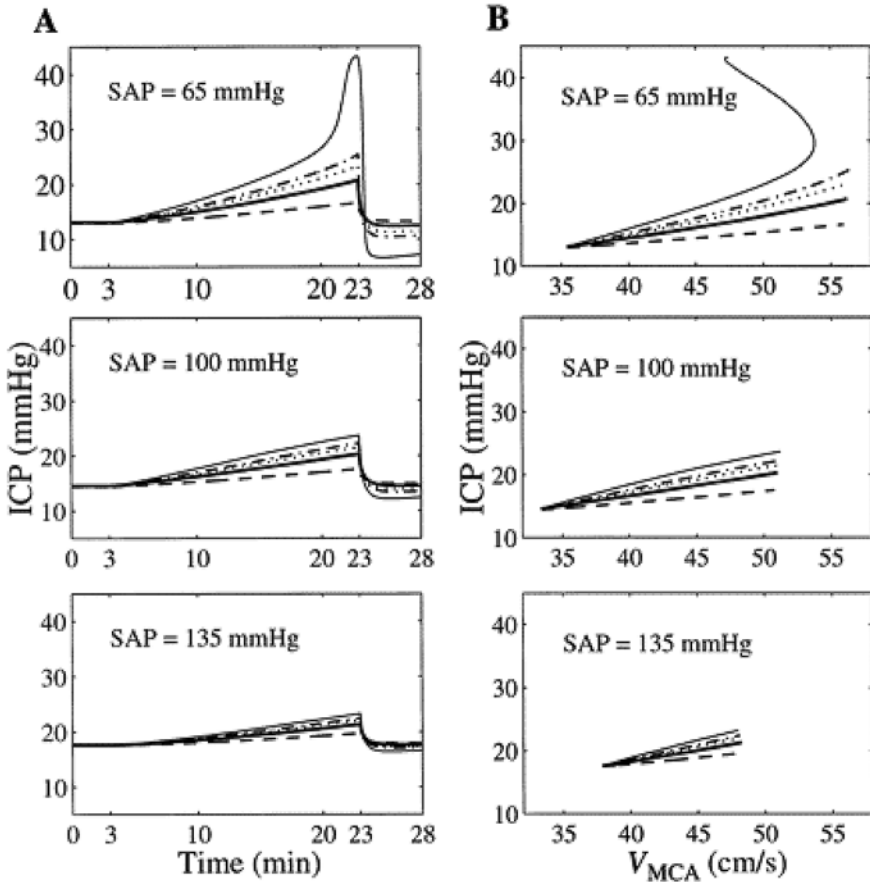 A
B
40
30
20
10
SAP = 65 mmHg
0 3 10 20 23 28
40
30
20
10
SAP = 65 mmHg
35 40 45 50 55
ICP (mmHg)
40
30
20
10
SAP = 100 mmHg
0 3 10 20 23 28
ICP (mmHg)
40
30
20
10
SAP = 100 mmHg
35 40 45 50 55
40
30
20
10
SAP = 135 mmHg
0 3 10 20 23 28
Time (min)
40
30
20
10
SAP = 135 mmHg
35 40 45 50 55
VMCA (cm/s)